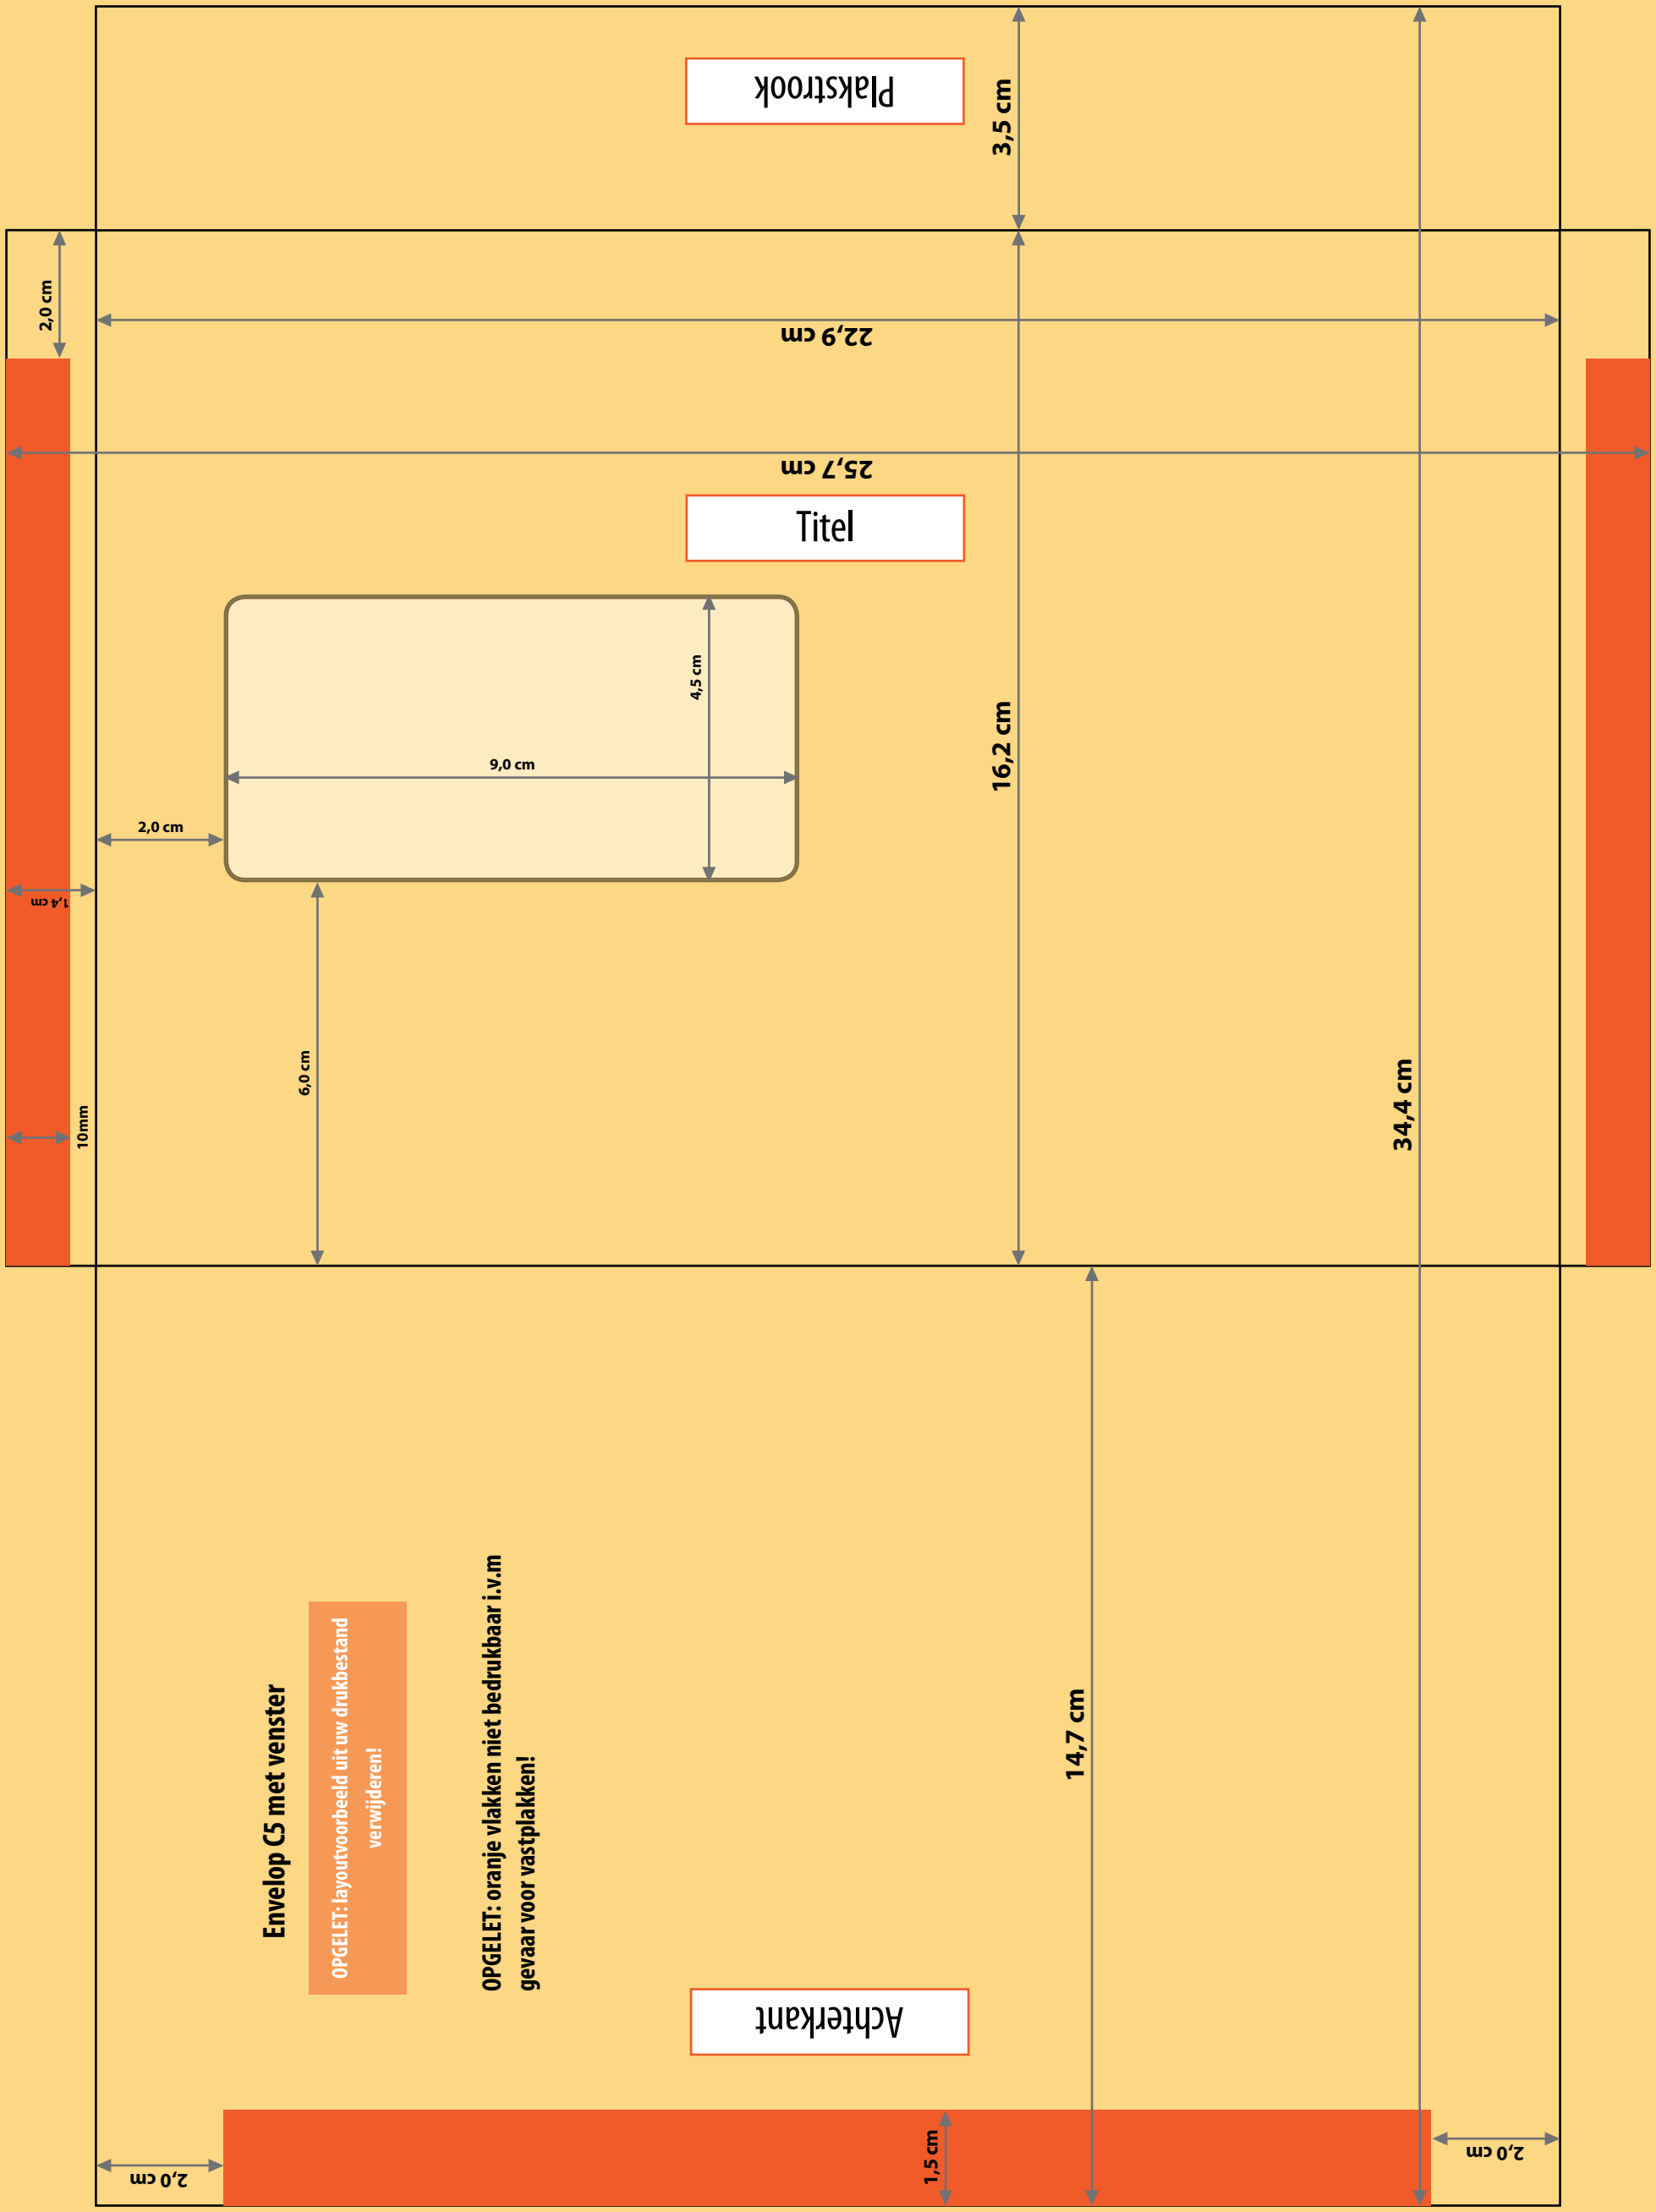 Plakstrook
3,5 cm
2,0 cm
22,9 cm
25,7 cm
Titel
4,5 cm
9,0 cm
16,2 cm
2,0 cm
1,4 cm
6,0 cm
10mm
34,4 cm
Envelop C5 met venster
OPGELET: layoutvoorbeeld uit uw drukbestand
verwijderen!
OPGELET: oranje vlakken niet bedrukbaar i.v.m
gevaar voor vastplakken!
14,7 cm
Achterkant
1,5 cm
2,0 cm
2,0 cm